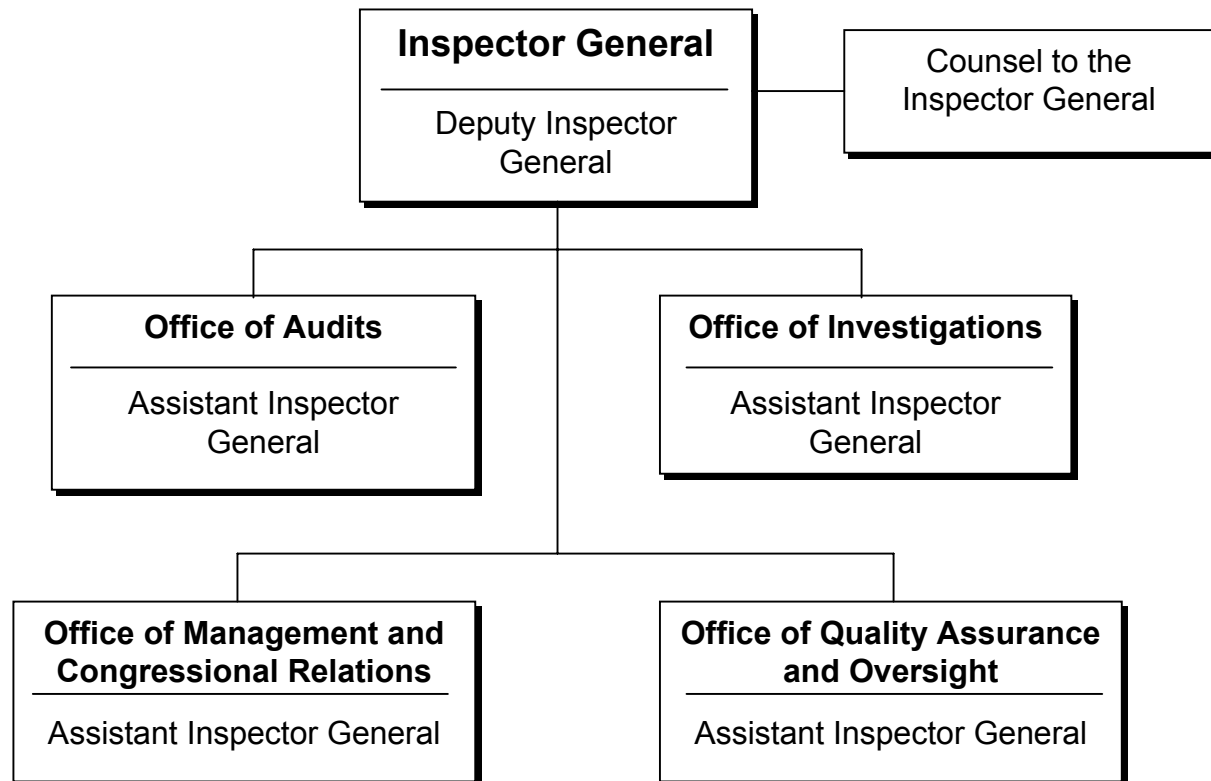 Inspector General
Deputy Inspector
General
Counsel to the
Inspector General
Office of Audits
Assistant Inspector
General
Office of Investigations
Assistant Inspector
General
Office of Management and
Congressional Relations
Assistant Inspector General
Office of Quality Assurance
and Oversight
Assistant Inspector General